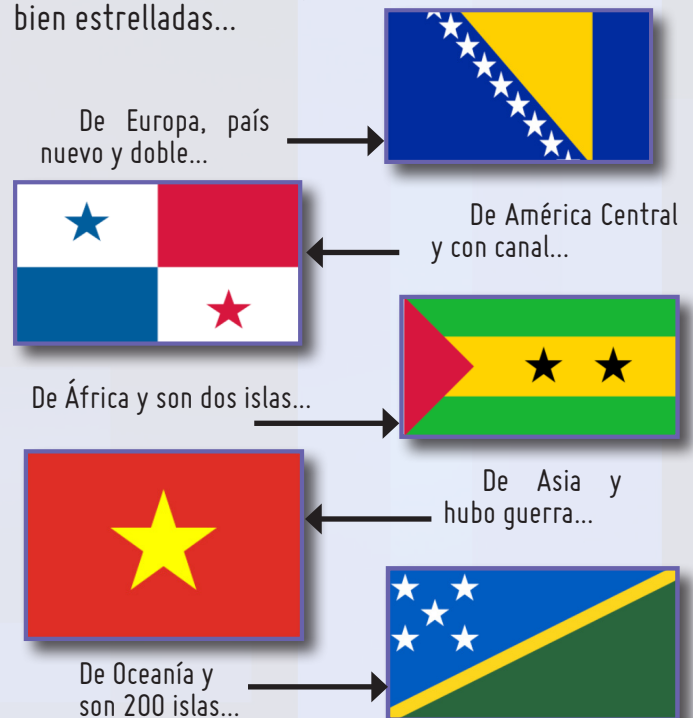 bien estrelladas...
De Europa, país
nuevo y doble...
De América Central
y con canal...
De África y son dos islas...
De Asia y
hubo guerra...
De Oceanía y
son 200 islas...